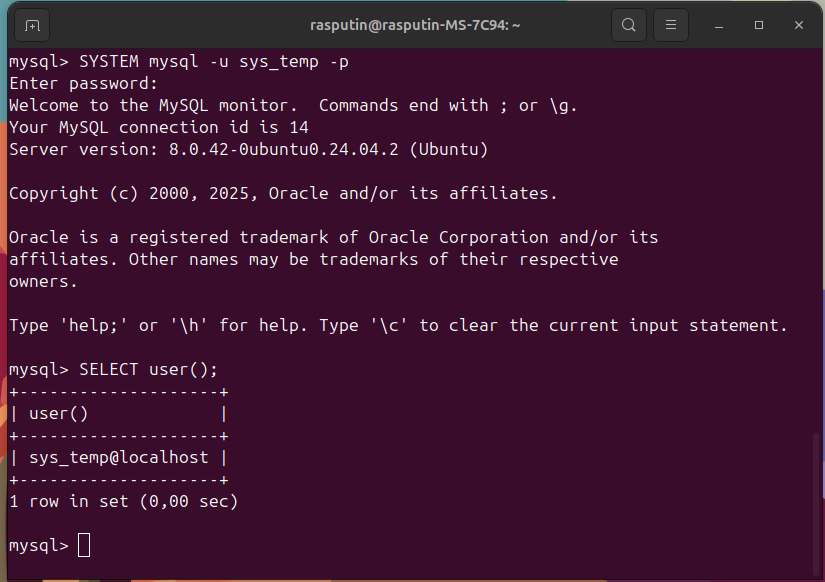 rasputin@rasputin-MS-7C94: ~
mysql> SYSTEM mysql -u sys_temp -p
Enter password:
Welcome to the MySQL monitor.  Commands end with ; or \g.
Your MySQL connection id is 14
Server version: 8.0.42-0ubuntu0.24.04.2 (Ubuntu)

Copyright (c) 2000, 2025, Oracle and/or its affiliates.

Oracle is a registered trademark of Oracle Corporation and/or its
affiliates. Other names may be trademarks of their respective
owners.

Type 'help;' or '\h' for help. Type '\c' to clear the current input statement.

mysql> SELECT user();
+--------------------+
| user()             |
+--------------------+
| sys_temp@localhost |
+--------------------+
1 row in set (0,00 sec)

mysql>